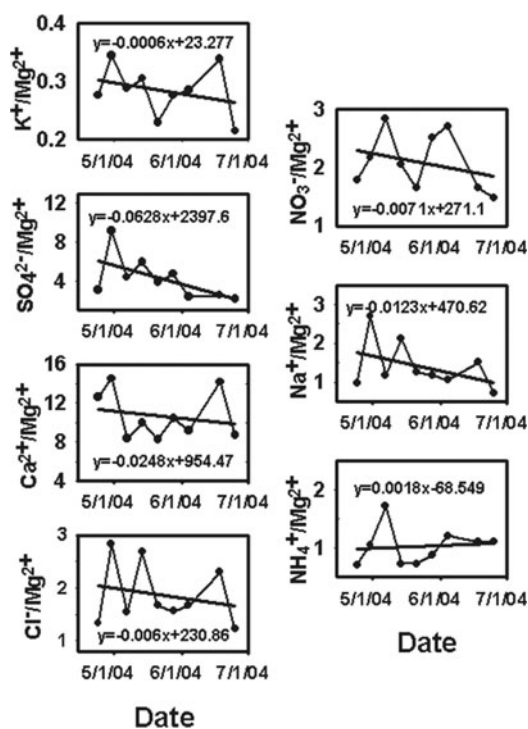 K⁺/Mg²⁺
0.4
0.3
0.2
y=-0.0006x+23.277
5/1/04 6/1/04 7/1/04
SO4²⁻/Mg²⁺
12
8
4
y=-0.0628x+2397.6
5/1/04 6/1/04 7/1/04
Ca²⁺/Mg²⁺
16
12
8
4
y=-0.0248x+954.47
5/1/04 6/1/04 7/1/04
Cl⁻/Mg²⁺
3
2
1
y=-0.006x+230.86
5/1/04 6/1/04 7/1/04
Date
NO₃⁻/Mg²⁺
3
2
1
y=-0.0071x+271.1
5/1/04 6/1/04 7/1/04
Na⁺/Mg²⁺
3
2
1
y=-0.0123x+470.62
5/1/04 6/1/04 7/1/04
NH₄⁺/Mg²⁺
2
1
y=0.0018x-68.549
5/1/04 6/1/04 7/1/04
Date